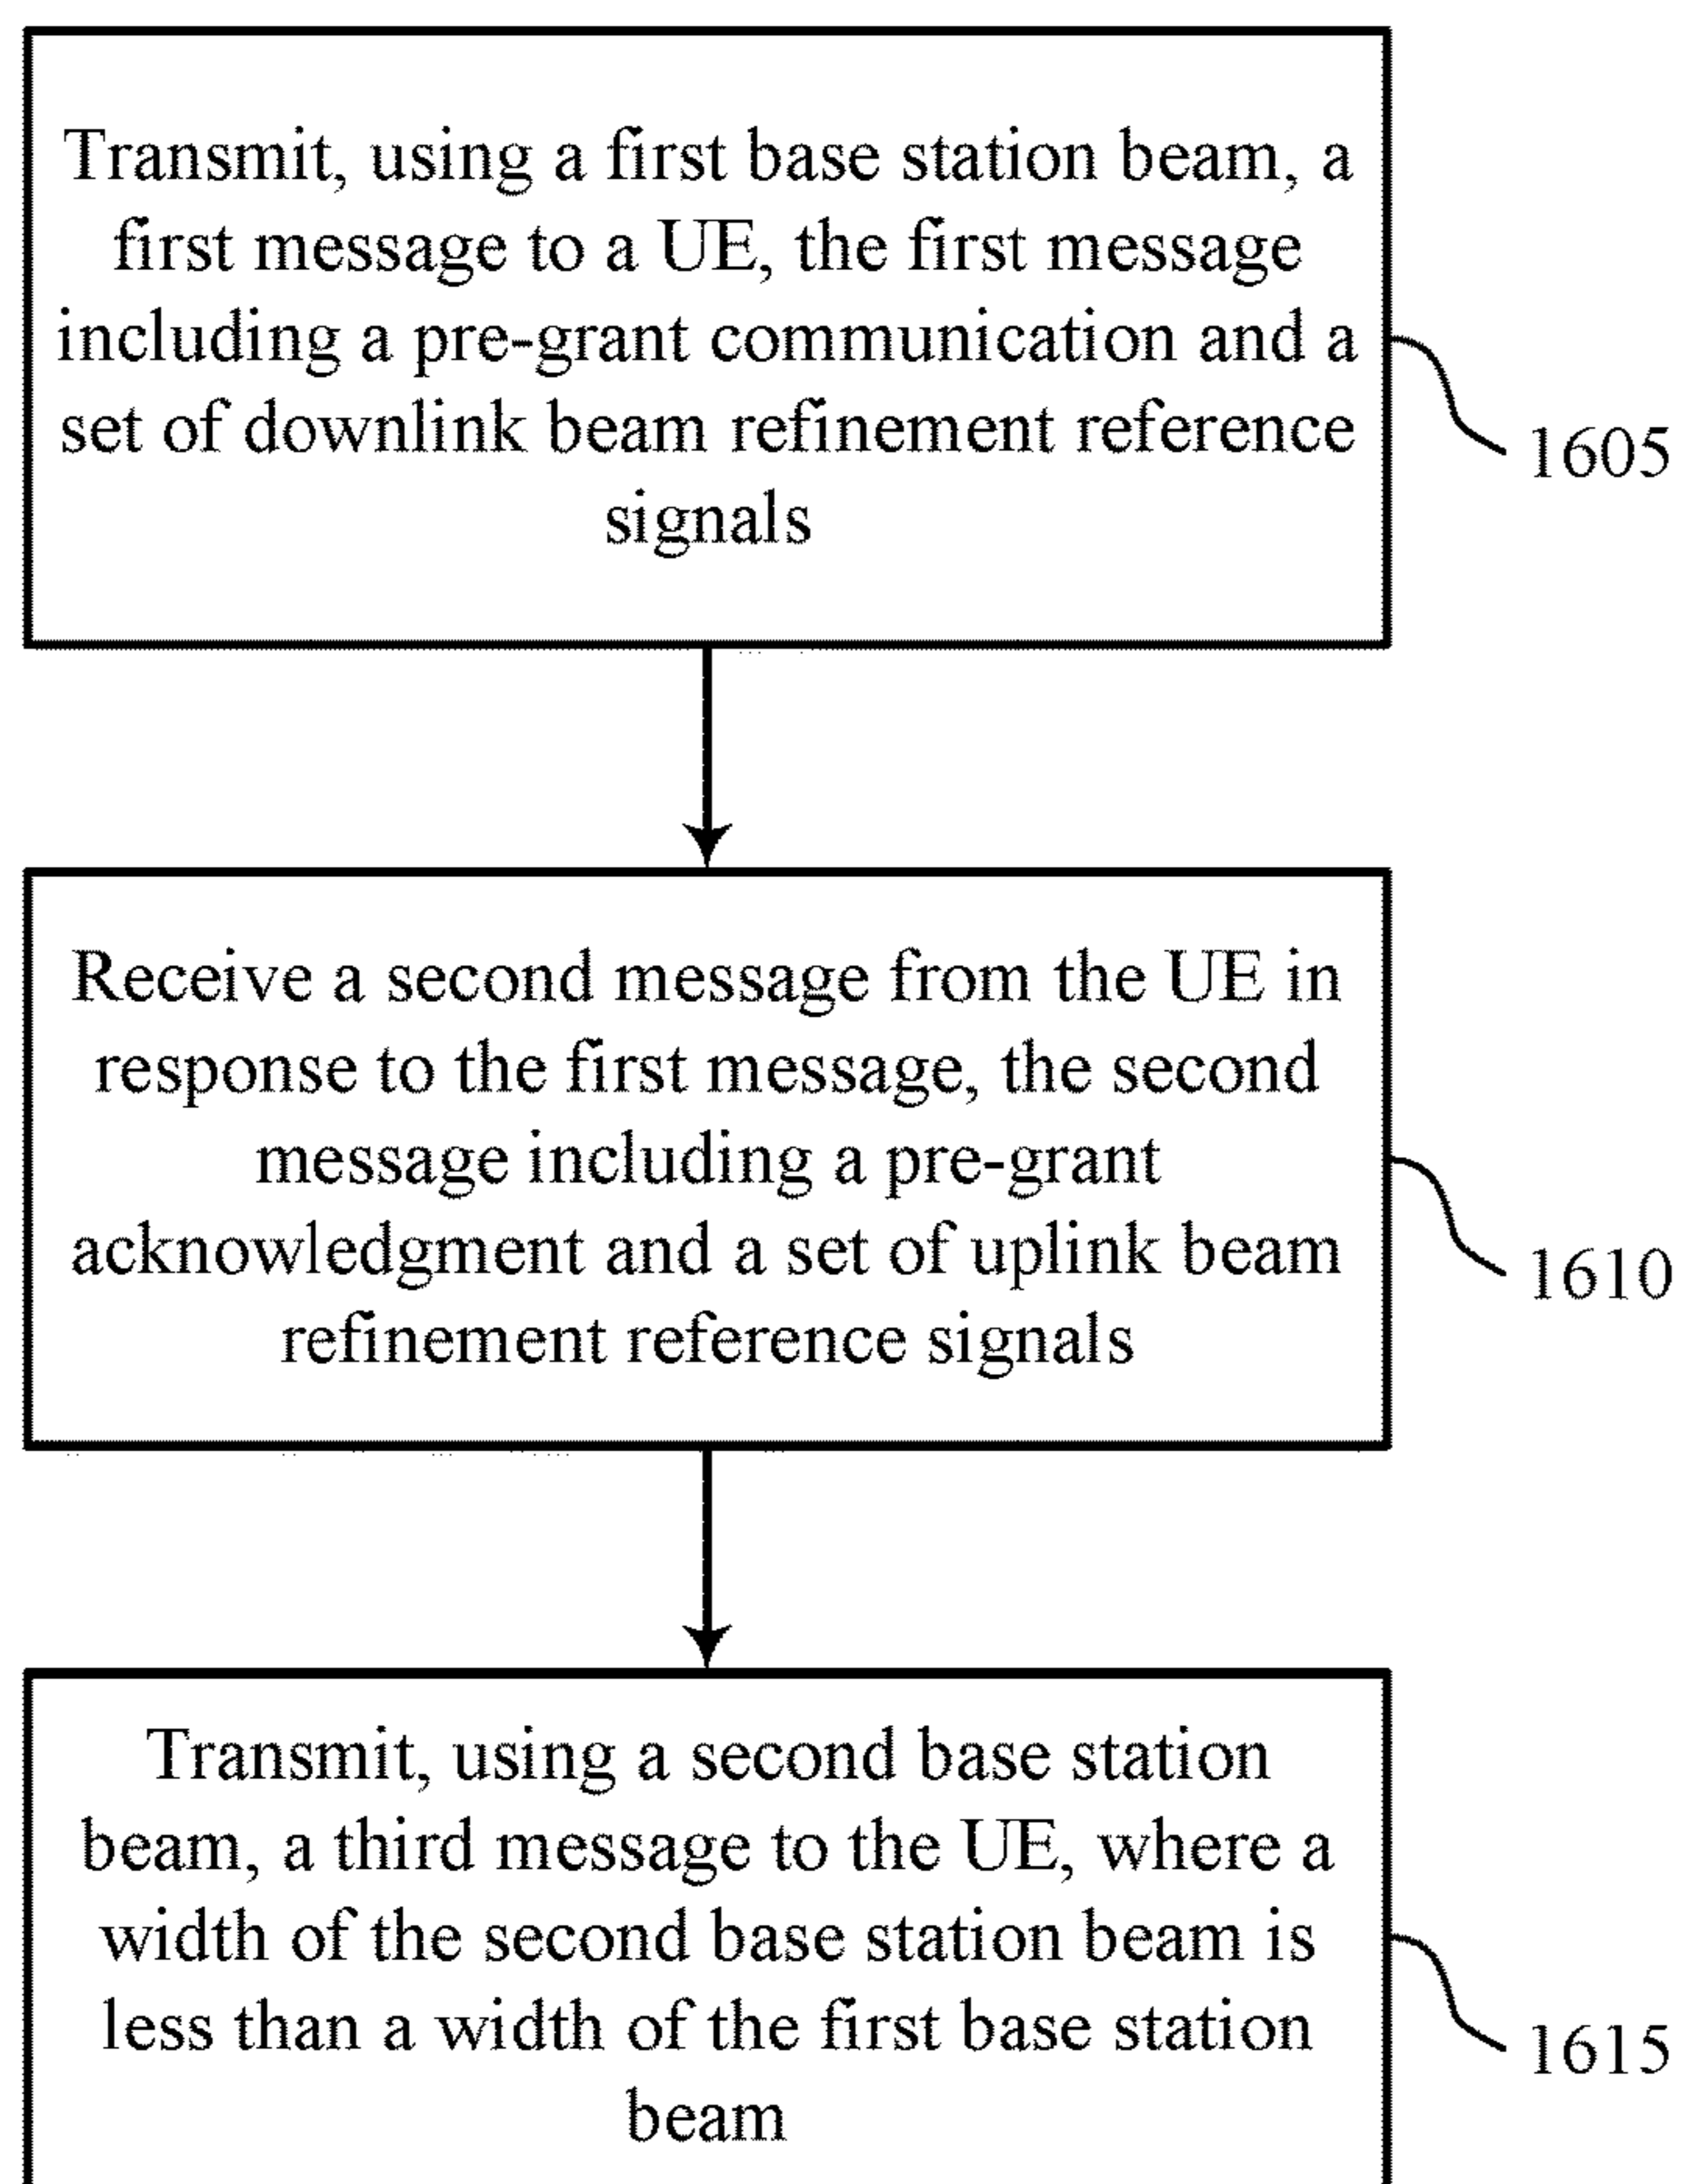 Transmit, using a first base station beam, a
first message to a UE, the first message
including a pre-grant communication and a
set of downlink beam refinement reference
signals
1605
Receive a second message from the UE in
response to the first message, the second
message including a pre-grant
acknowledgment and a set of uplink beam
refinement reference signals
1610
Transmit, using a second base station
beam, a third message to the UE, where a
width of the second base station beam is
less than a width of the first base station
beam
1615